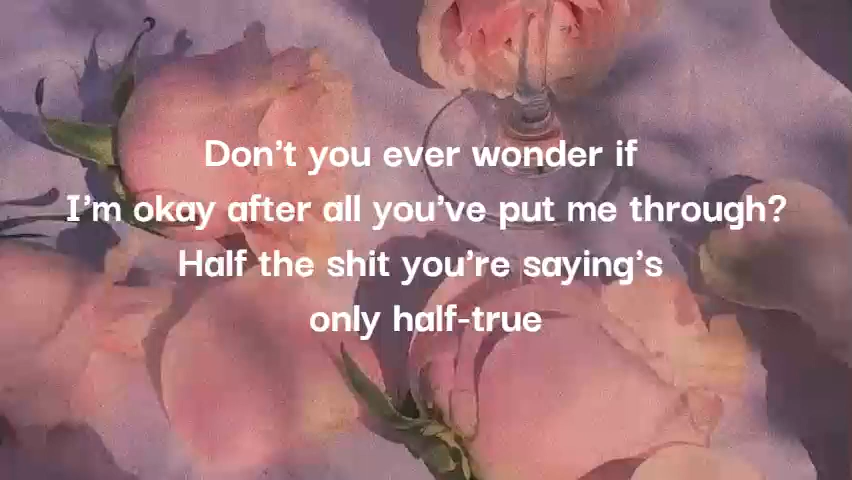 Don't you ever wonder if
I'm okay after all you've put me through?
Half the shit you're saying's
only half-true